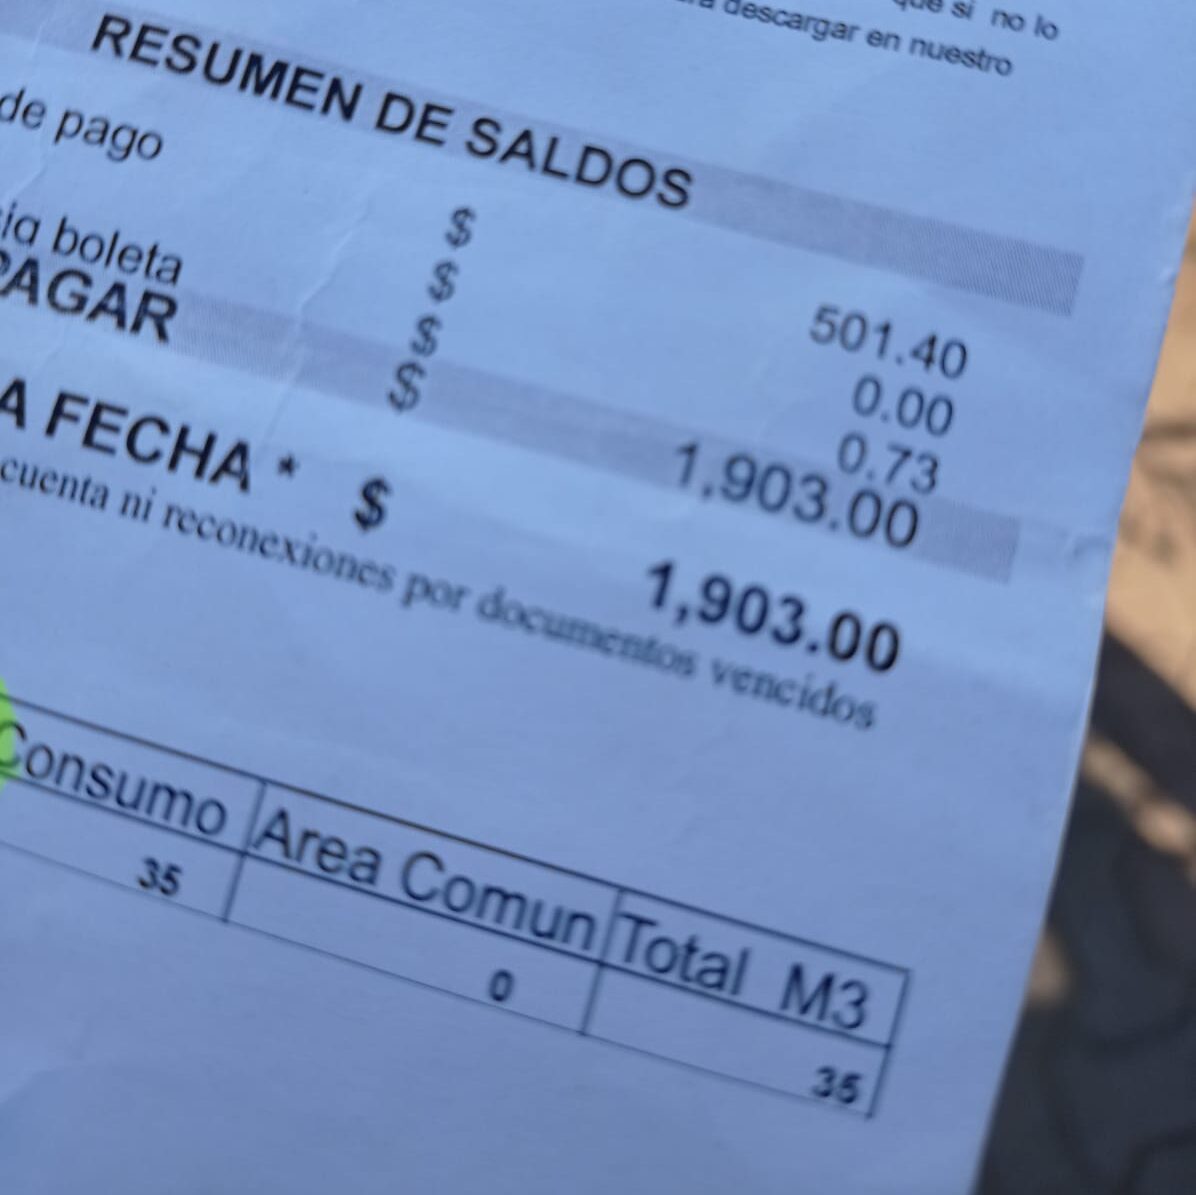 que si no lo
descargar en nuestro
RESUMEN DE SALDOS
de pago $ 501.40
$ 0.00
boleta $ 0.73
PAGAR $ 1,903.00
A FECHA * $ 1,903.00
cuenta ni reconexiones por documentos vencidos
Consumo Area Comun Total M3
35 0 35